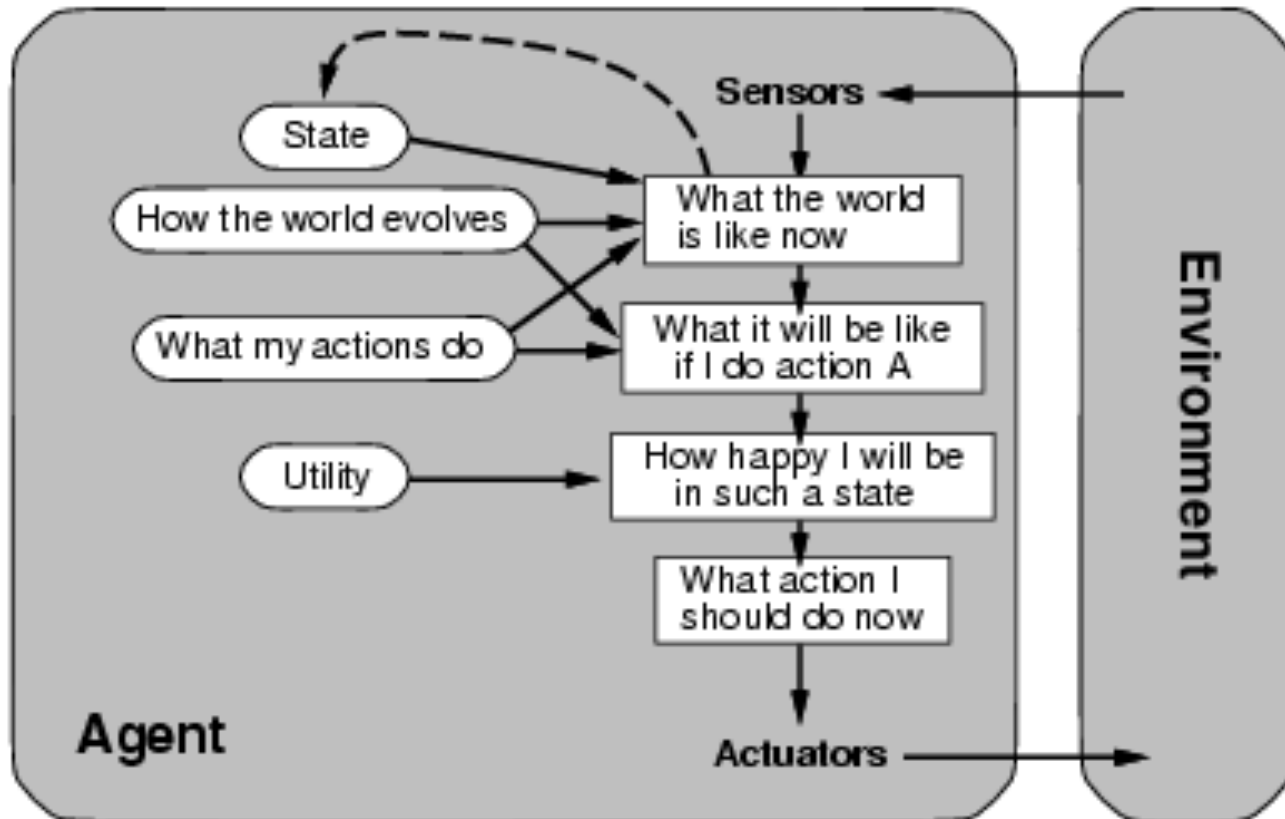 Sensors
State
What the world
is like now
How the world evolves
What it will be like
if I do action A
What my actions do
How happy I will be
in such a state
Utility
What action I
should do now
Agent
Actuators
Environment